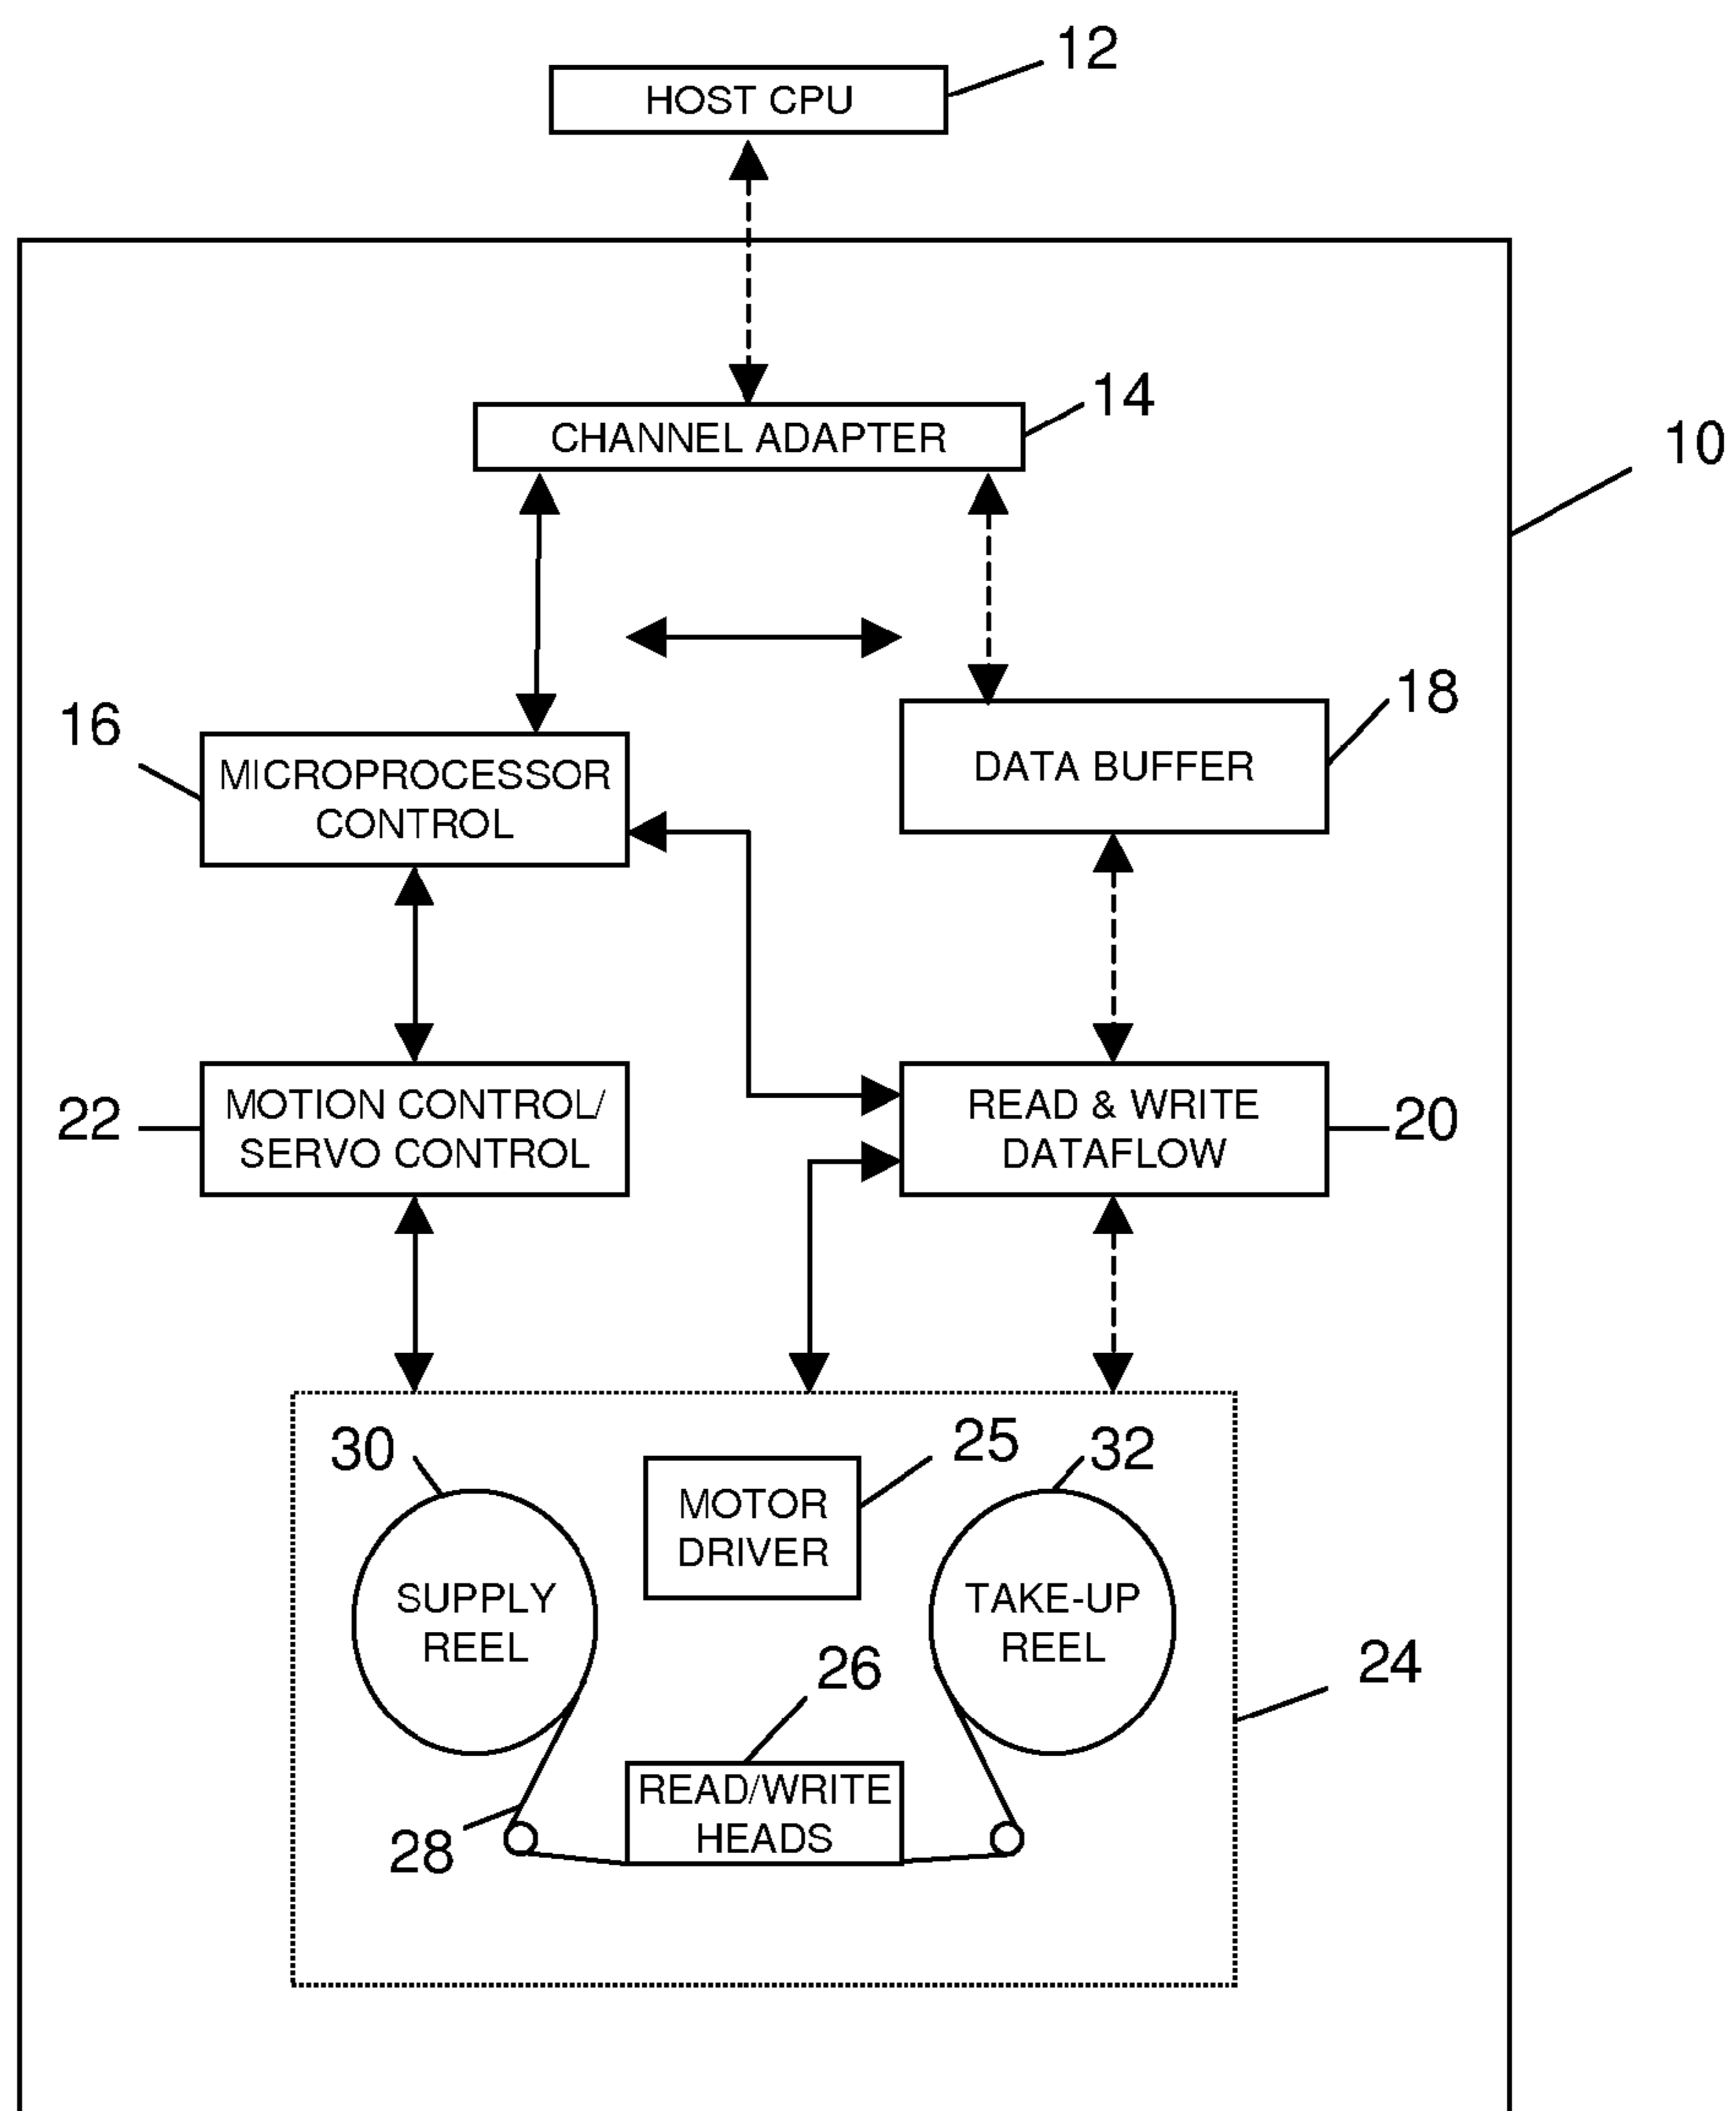 12
HOST CPU
14
CHANNEL ADAPTER
10
16
MICROPROCESSOR
CONTROL
18
DATA BUFFER
22
MOTION CONTROL/
SERVO CONTROL
READ & WRITE
DATAFLOW
20
30
25
32
MOTOR
DRIVER
SUPPLY
REEL
TAKE-UP
REEL
26
24
READ/WRITE
HEADS
28